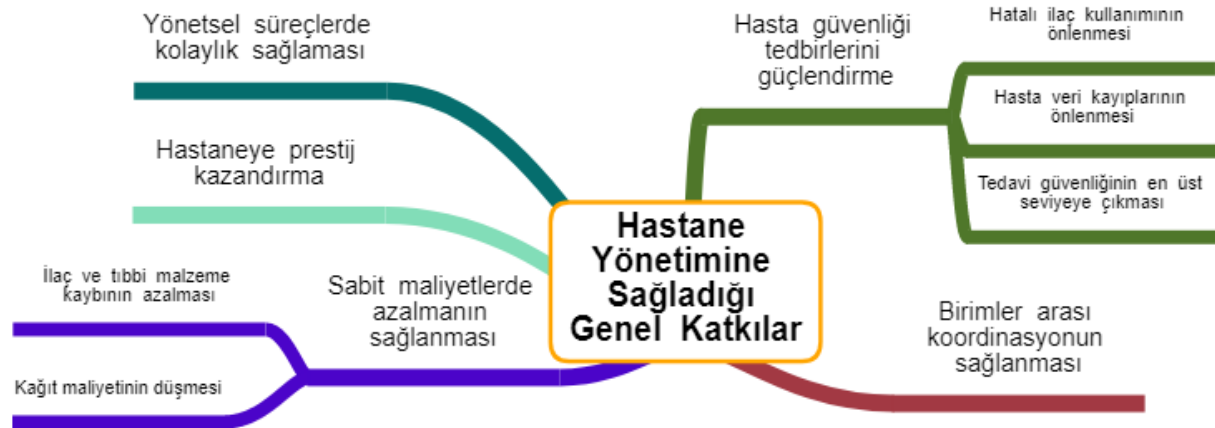 Yönetsel süreçlerde
kolaylık sağlaması
Hastaneye prestij
kazandırma
İlaç ve tıbbi malzeme
kaybının azalması
Kağıt maliyetinin düşmesi
Sabit maliyetlerde
azalmanın
sağlanması
Hastane
Yönetimine
Sağladığı
Genel Katkılar
Hasta güvenliği
tedbirlerini
güçlendirme
Hatalı ilaç kullanımının
önlenmesi
Hasta veri kayıplarının
önlenmesi
Tedavi güvenliğinin en üst
seviyeye çıkması
Birimler arası
koordinasyonun
sağlanması